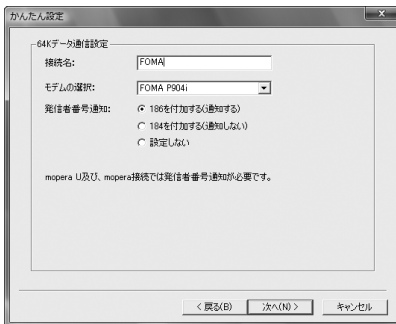 かんたん設定
64Kデータ通信設定
接続名: FOMA
モデムの選択: FOMA P904i
発信者番号通知: 186を付加する(通知する)
184を付加する(通知しない)
設定しない
mopera U及び、mopera接続では発信者番号通知が必要です。
< 戻る(B) 次へ(N) > キャンセル